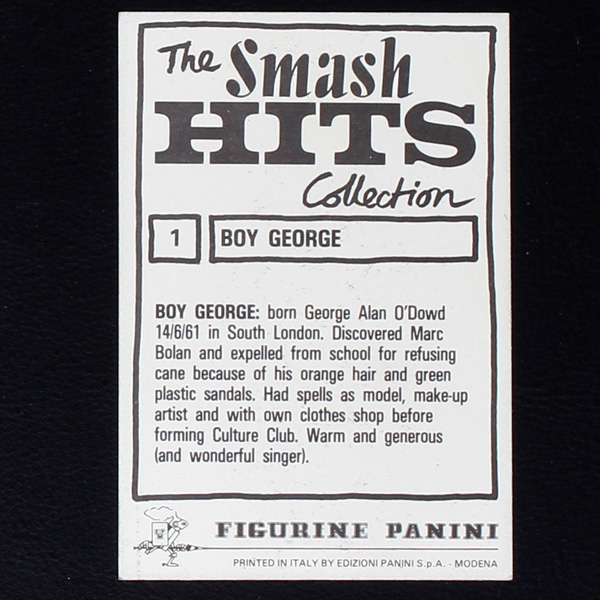 The Smash
HITS
Collection
1 BOY GEORGE
BOY GEORGE: born George Alan O'Dowd
14/6/61 in South London. Discovered Marc
Bolan and expelled from school for refusing
cane because of his orange hair and green
plastic sandals. Had spells as model, make-up
artist and with own clothes shop before
forming Culture Club. Warm and generous
(and wonderful singer).
FIGURINE PANINI
PRINTED IN ITALY BY EDIZIONI PANINI S.p.A. - MODENA